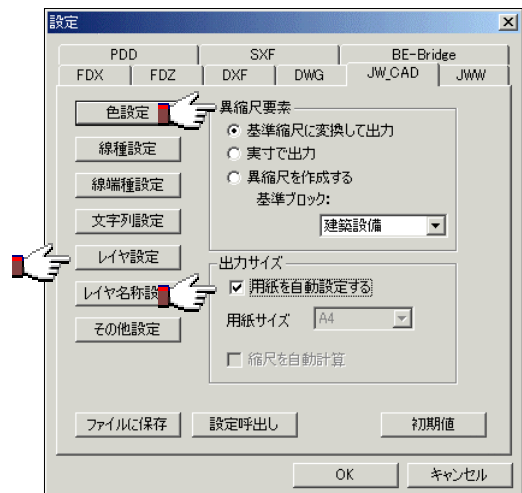 設定
PDD SXF BE-Bridge
FDX FDZ DXF DWG JW_CAD JWW
色設定
線種設定
線端種設定
文字列設定
レイヤ設定
レイヤ名称設
その他設定
異縮尺要素
基準縮尺に変換して出力
実寸で出力
異縮尺を作成する
基準ブロック:
建築設備
出力サイズ
用紙を自動設定する
用紙サイズ A4
縮尺を自動計算
ファイルに保存 設定呼出し 初期値
OK キャンセル